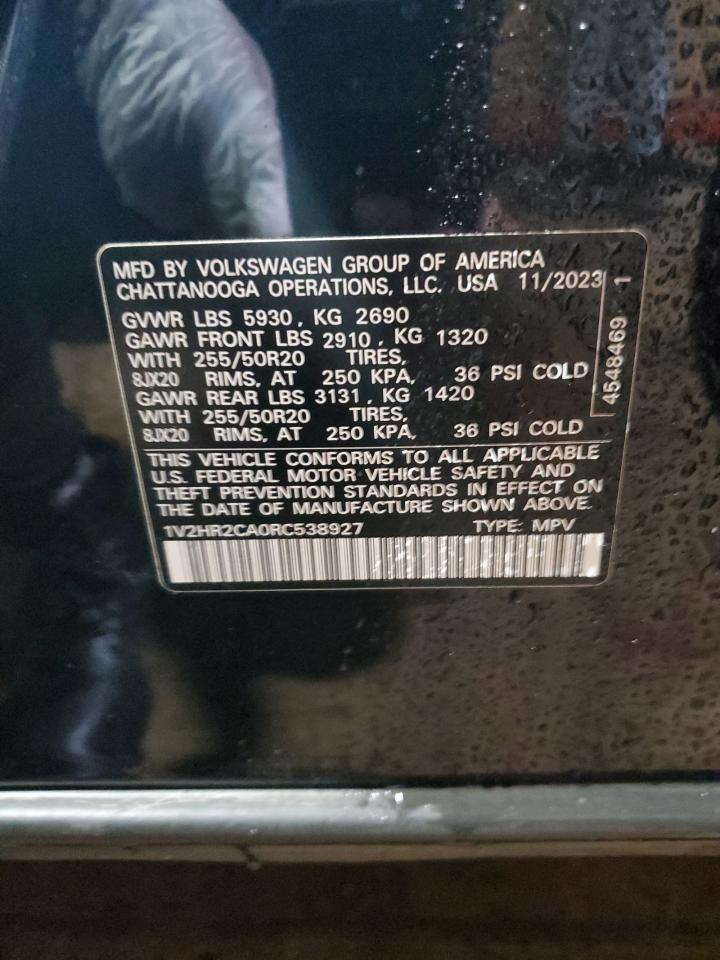 MFD BY VOLKSWAGEN GROUP OF AMERICA
CHATTANOOGA OPERATIONS, LLC. USA 11/2023
GVWR LBS 5930, KG 2690
GAWR FRONT LBS 2910, KG 1320
WITH 255/50R20 TIRES,
8JX20 RIMS, AT 250 KPA, 36 PSI COLD
GAWR REAR LBS 3131, KG 1420
WITH 255/50R20 TIRES,
8JX20 RIMS, AT 250 KPA, 36 PSI COLD
4548469 1
THIS VEHICLE CONFORMS TO ALL APPLICABLE
U.S. FEDERAL MOTOR VEHICLE SAFETY AND
THEFT PREVENTION STANDARDS IN EFFECT ON
THE DATE OF MANUFACTURE SHOWN ABOVE.
1V2HR2CA0RC538927 TYPE: MPV